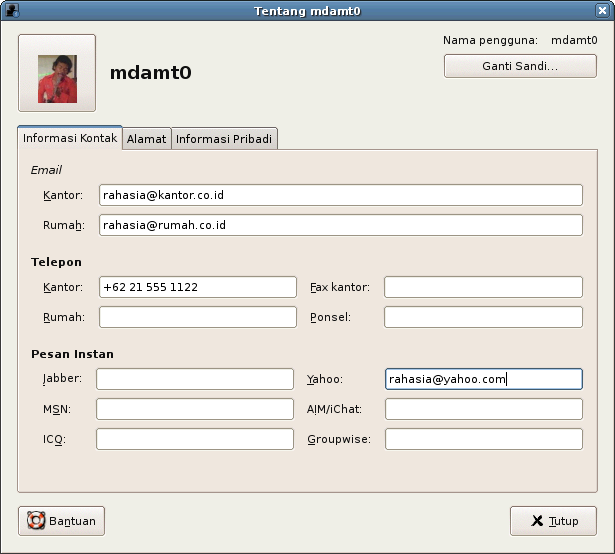 Tentang mdamt0
mdamt0
Nama pengguna: mdamt0
Ganti Sandi...
Informasi Kontak Alamat Informasi Pribadi
Email
Kantor: rahasia@kantor.co.id
Rumah: rahasia@rumah.co.id
Telepon
Kantor: +62 21 555 1122 Fax kantor:
Rumah: Ponsel:
Pesan Instan
Jabber: Yahoo: rahasia@yahoo.com
MSN: AIM/iChat:
ICQ: Groupwise:
Bantuan Tutup